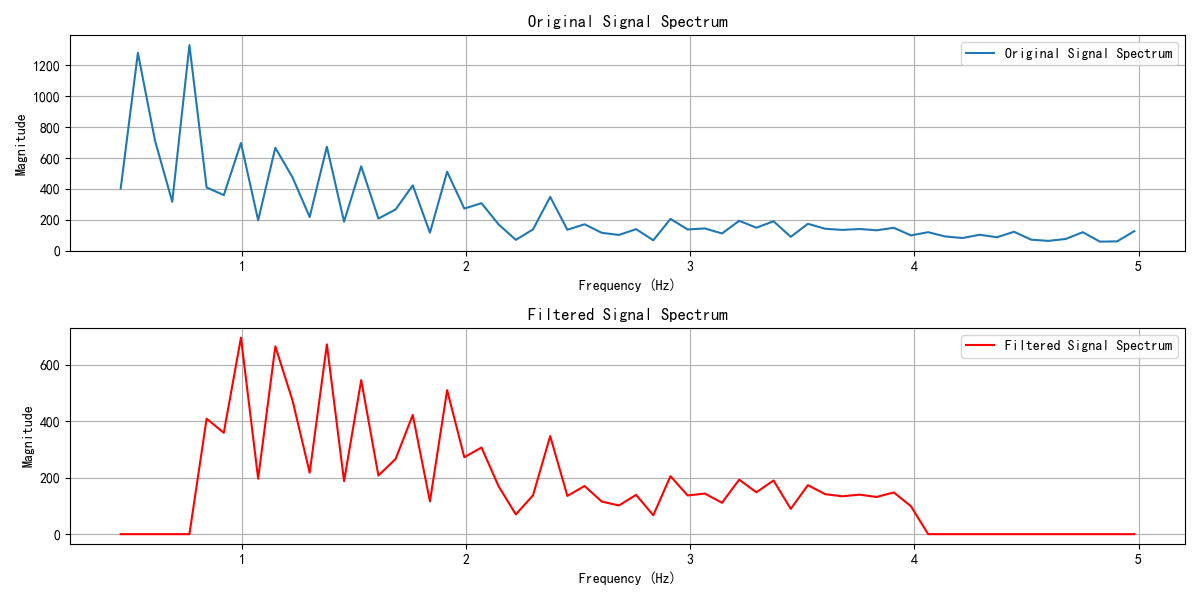 Original Signal Spectrum
Original Signal Spectrum
Magnitude
1200
1000
800
600
400
200
0
1 2 3 4 5
Frequency (Hz)
Filtered Signal Spectrum
Filtered Signal Spectrum
Magnitude
600
400
200
0
1 2 3 4 5
Frequency (Hz)